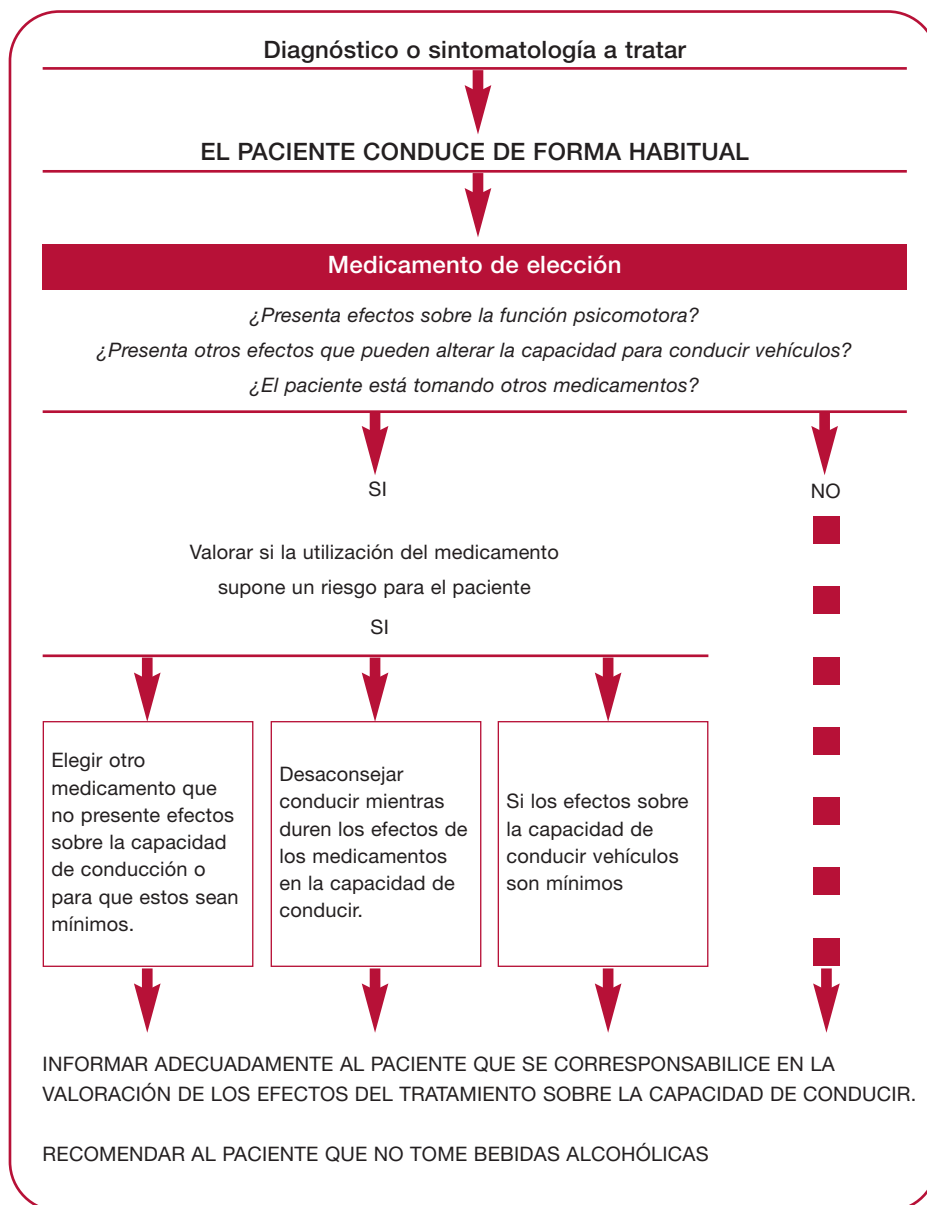 Diagnóstico o sintomatología a tratar
EL PACIENTE CONDUCE DE FORMA HABITUAL
Medicamento de elección
¿Presenta efectos sobre la función psicomotora?
¿Presenta otros efectos que pueden alterar la capacidad para conducir vehículos?
¿El paciente está tomando otros medicamentos?
SI
NO
Valorar si la utilización del medicamento
supone un riesgo para el paciente
SI
Elegir otro
medicamento que
no presente efectos
sobre la capacidad
de conducción o
para que estos sean
mínimos.
Desaconsejar
conducir mientras
duren los efectos de
los medicamentos
en la capacidad de
conducir.
Si los efectos sobre
la capacidad de
conducir vehículos
son mínimos
INFORMAR ADECUADAMENTE AL PACIENTE QUE SE CORRESPONSABILICE EN LA
VALORACIÓN DE LOS EFECTOS DEL TRATAMIENTO SOBRE LA CAPACIDAD DE CONDUCIR.
RECOMENDAR AL PACIENTE QUE NO TOME BEBIDAS ALCOHÓLICAS